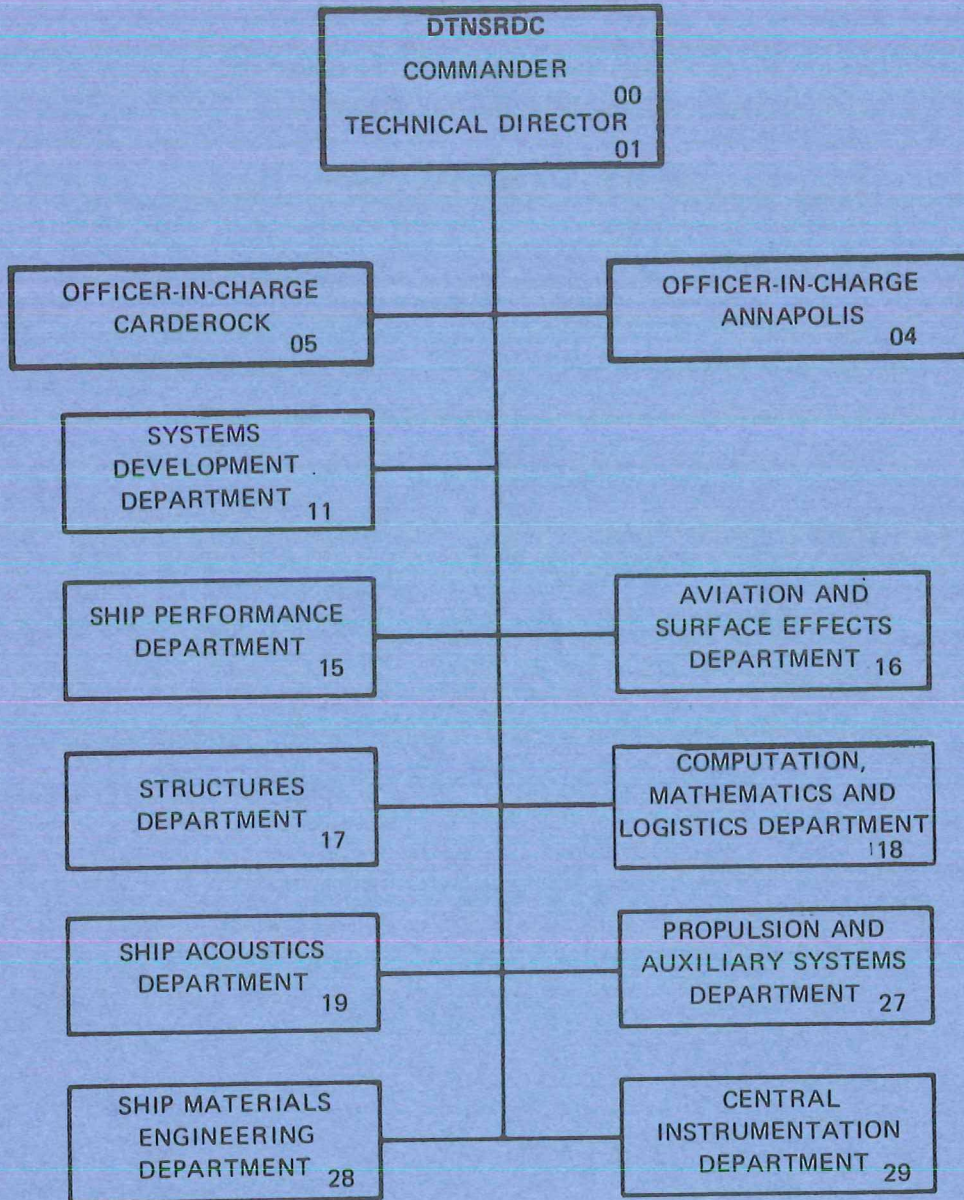 DTNSRDC
COMMANDER
00
TECHNICAL DIRECTOR
01
OFFICER-IN-CHARGE
CARDEROCK
05
OFFICER-IN-CHARGE
ANNAPOLIS
04
SYSTEMS
DEVELOPMENT
DEPARTMENT
11
SHIP PERFORMANCE
DEPARTMENT
15
AVIATION AND
SURFACE EFFECTS
DEPARTMENT
16
STRUCTURES
DEPARTMENT
17
COMPUTATION,
MATHEMATICS AND
LOGISTICS DEPARTMENT
18
SHIP ACOUSTICS
DEPARTMENT
19
PROPULSION AND
AUXILIARY SYSTEMS
DEPARTMENT
27
SHIP MATERIALS
ENGINEERING
DEPARTMENT
28
CENTRAL
INSTRUMENTATION
DEPARTMENT
29